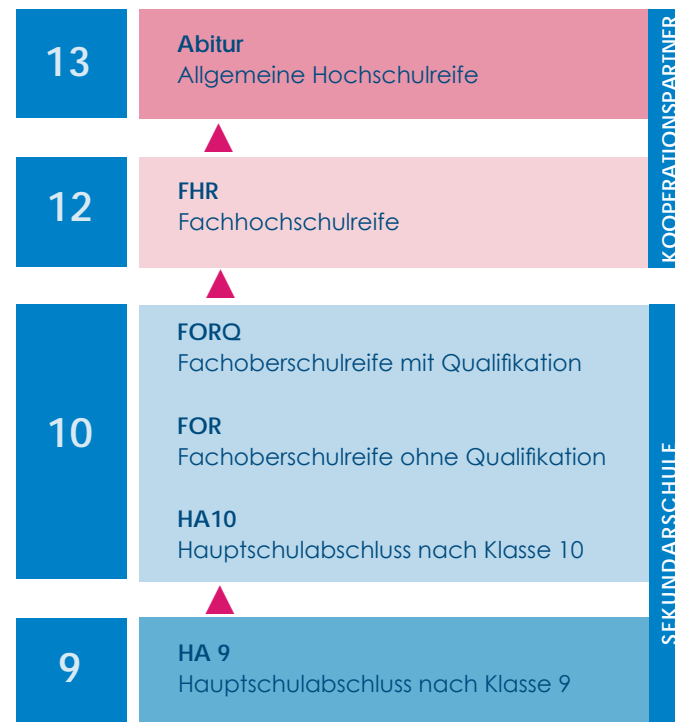 13
Abitur
Allgemeine Hochschulreife
12
FHR
Fachhochschulreife
KOOPERATIONSPARTNER
10
FORQ
Fachoberschulreife mit Qualifikation
FOR
Fachoberschulreife ohne Qualifikation
HA10
Hauptschulabschluss nach Klasse 10
9
HA 9
Hauptschulabschluss nach Klasse 9
SEKUNDARSCHULE